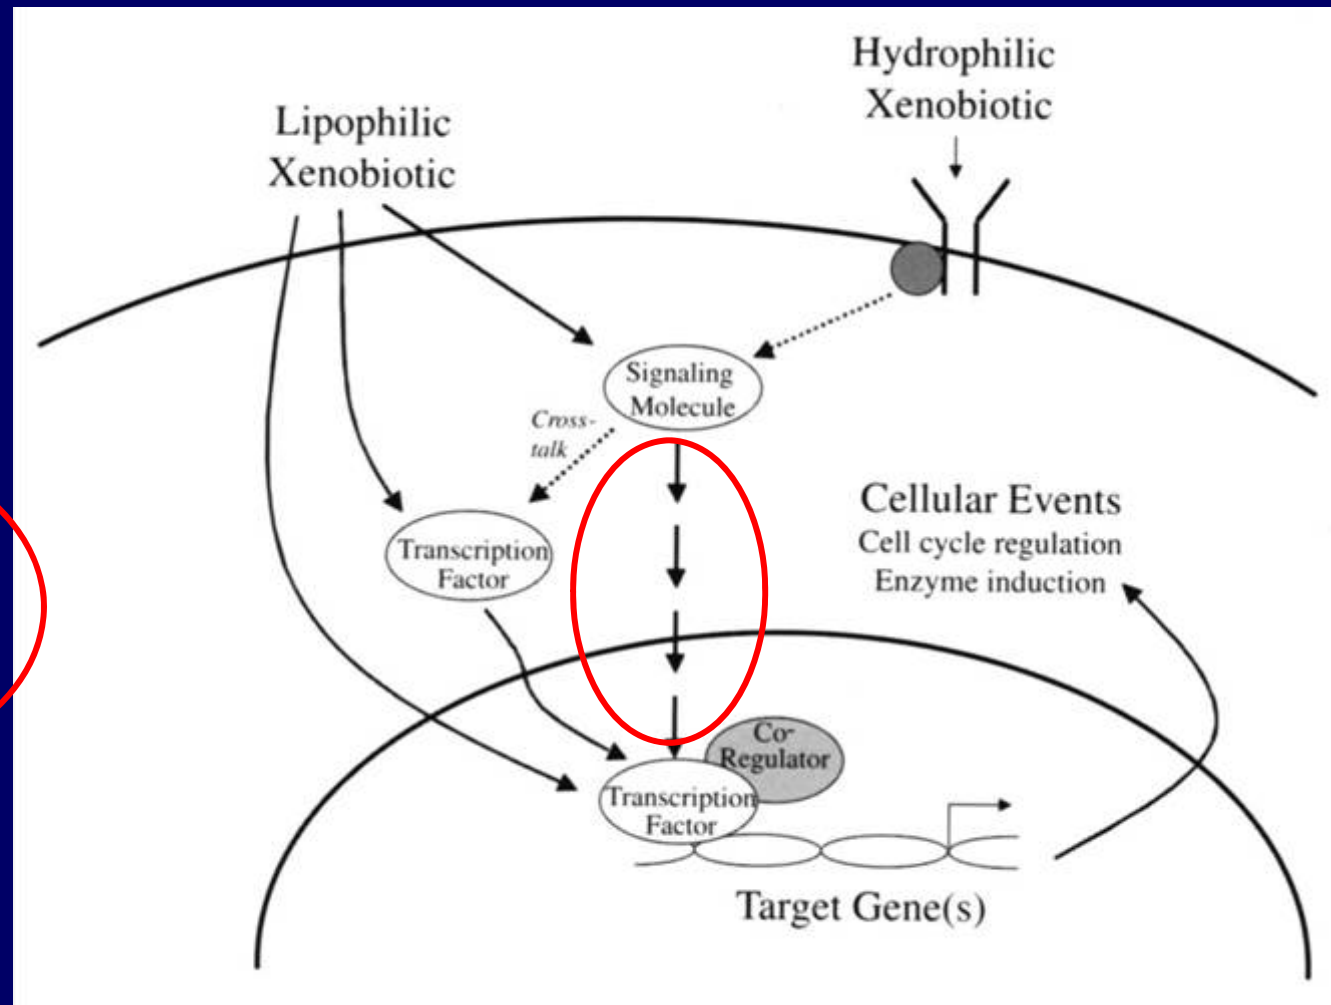 Hydrophilic
Xenobiotic
Lipophilic
Xenobiotic
Signaling
Molecule
Cross-
talk
Transcription
Factor
Cellular Events
Cell cycle regulation
Enzyme induction
Co-
Regulator
Transcription
Factor
Target Gene(s)